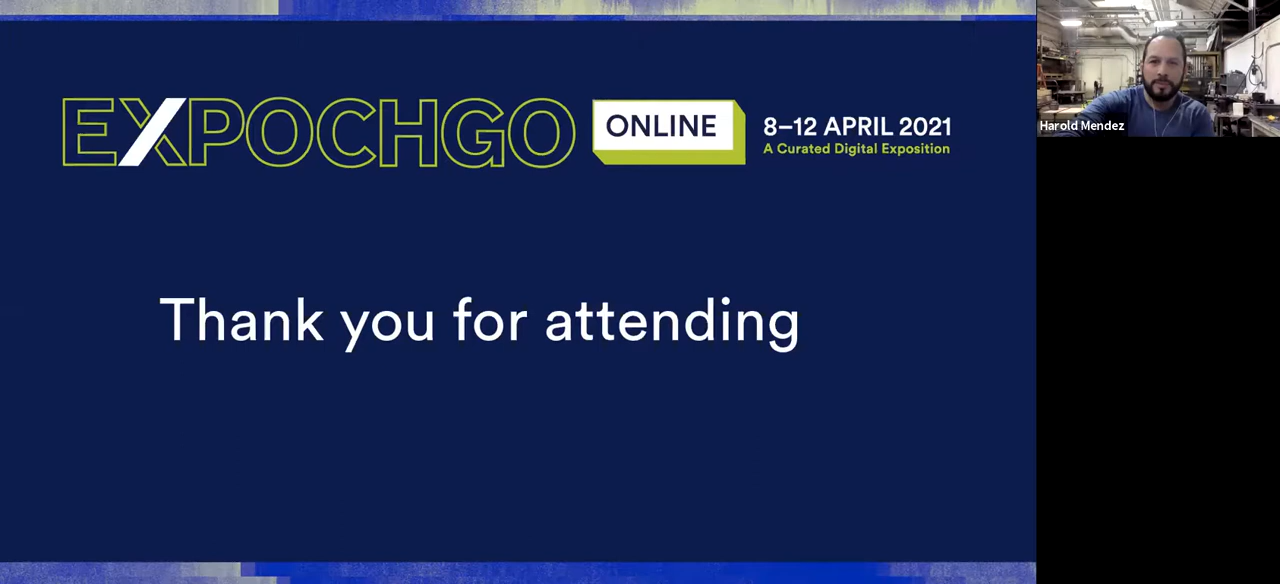 EXPOCHGO
ONLINE
8–12 APRIL 2021
A Curated Digital Exposition
Harold Mendez
Thank you for attending